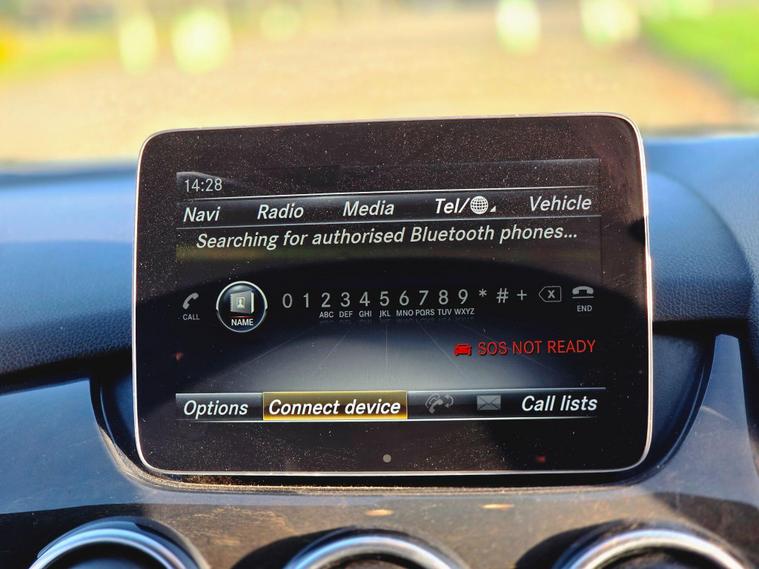 14:28
Navi Radio Media Tel/ Vehicle
Searching for authorised Bluetooth phones...
CALL NAME 0 1 2 3 4 5 6 7 8 9 * # + X END
ABC DEF GHI JKL MNO PQRS TUV WXYZ
SOS NOT READY
Options Connect device Call lists